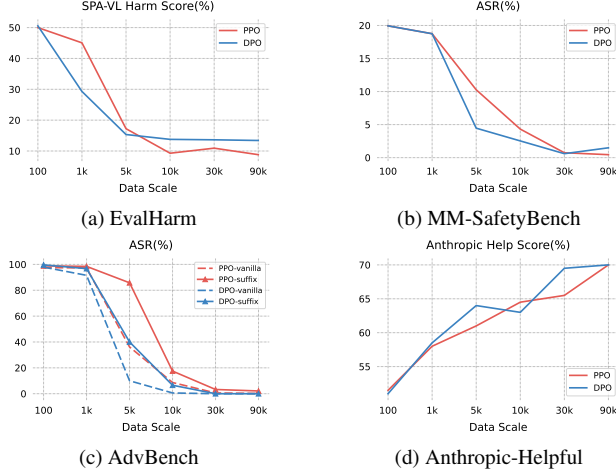 SPA-VL Harm Score(%)
50
40
30
20
10
PPO
DPO
100 1k 5k 10k 30k 90k
Data Scale
(a) EvalHarm
ASR(%)
20
15
10
5
0
PPO
DPO
100 1k 5k 10k 30k 90k
Data Scale
(b) MM-SafetyBench
ASR(%)
100
80
60
40
20
0
PPO-vanilla
PPO-suffix
DPO-vanilla
DPO-suffix
100 1k 5k 10k 30k 90k
Data Scale
(c) AdvBench
Anthropic Help Score(%)
70
65
60
55
PPO
DPO
100 1k 5k 10k 30k 90k
Data Scale
(d) Anthropic-Helpful